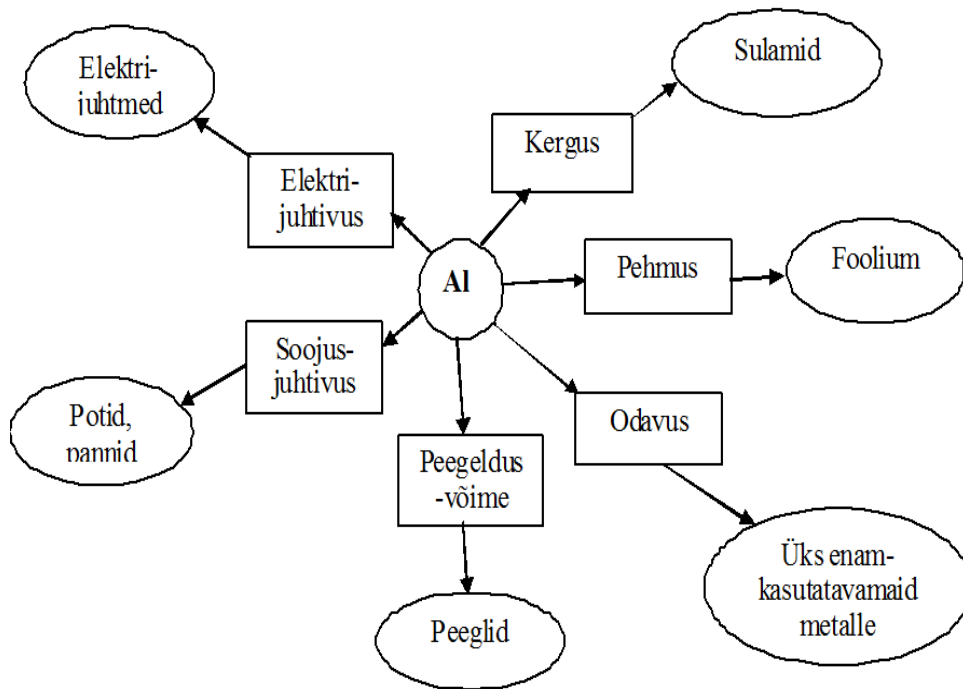 Elektri-
juhtmed
Sulamid
Kergus
Elektri-
juhtivus
Al
Pehmus
Foolium
Soojus-
juhtivus
Potid,
pannid
Odavus
Peegeldus
-võime
Üks enam-
kasutatavamaid
metalle
Peeglid